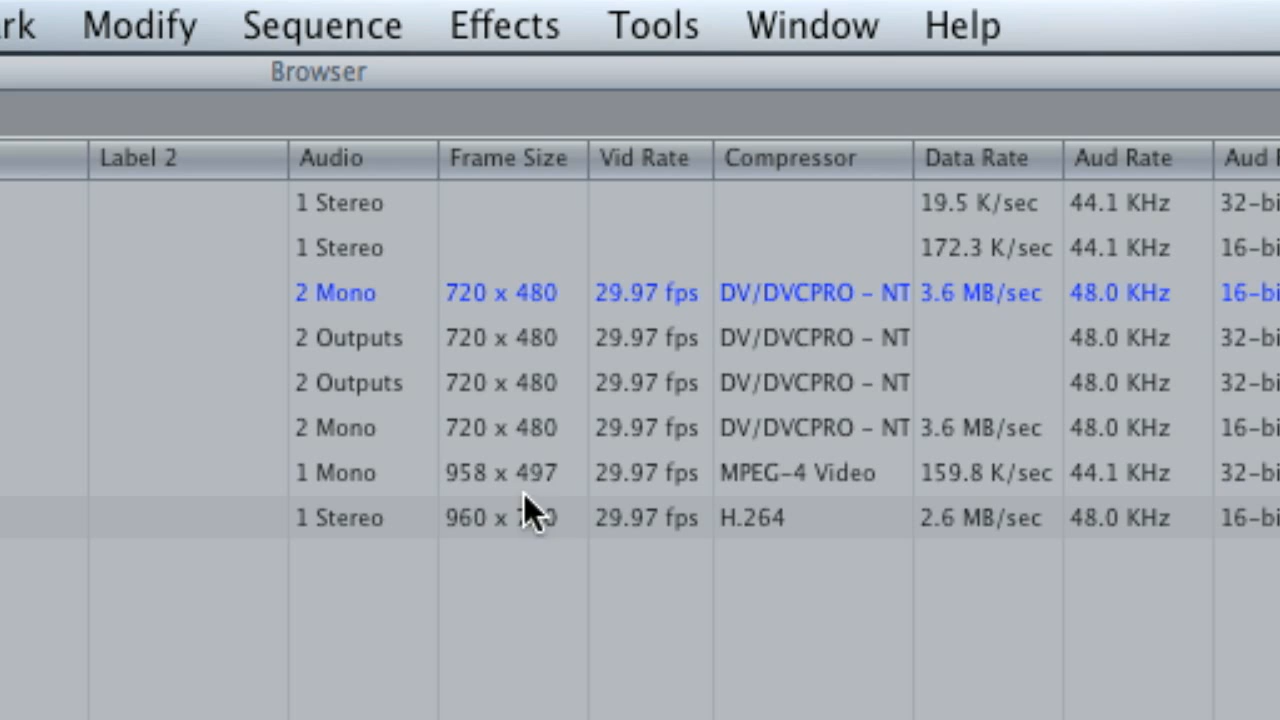 rk Modify Sequence Effects Tools Window Help
Browser
Label 2 Audio Frame Size Vid Rate Compressor Data Rate Aud Rate Aud
1 Stereo 19.5 K/sec 44.1 KHz 32-bi
1 Stereo 172.3 K/sec 44.1 KHz 16-bi
2 Mono 720 x 480 29.97 fps DV/DVCPRO - NT 3.6 MB/sec 48.0 KHz 16-bi
2 Outputs 720 x 480 29.97 fps DV/DVCPRO - NT 48.0 KHz 32-bi
2 Outputs 720 x 480 29.97 fps DV/DVCPRO - NT 48.0 KHz 32-bi
2 Mono 720 x 480 29.97 fps DV/DVCPRO - NT 3.6 MB/sec 48.0 KHz 16-bi
1 Mono 958 x 497 29.97 fps MPEG-4 Video 159.8 K/sec 44.1 KHz 32-bi
1 Stereo 960 x 29.97 fps H.264 2.6 MB/sec 48.0 KHz 16-bi